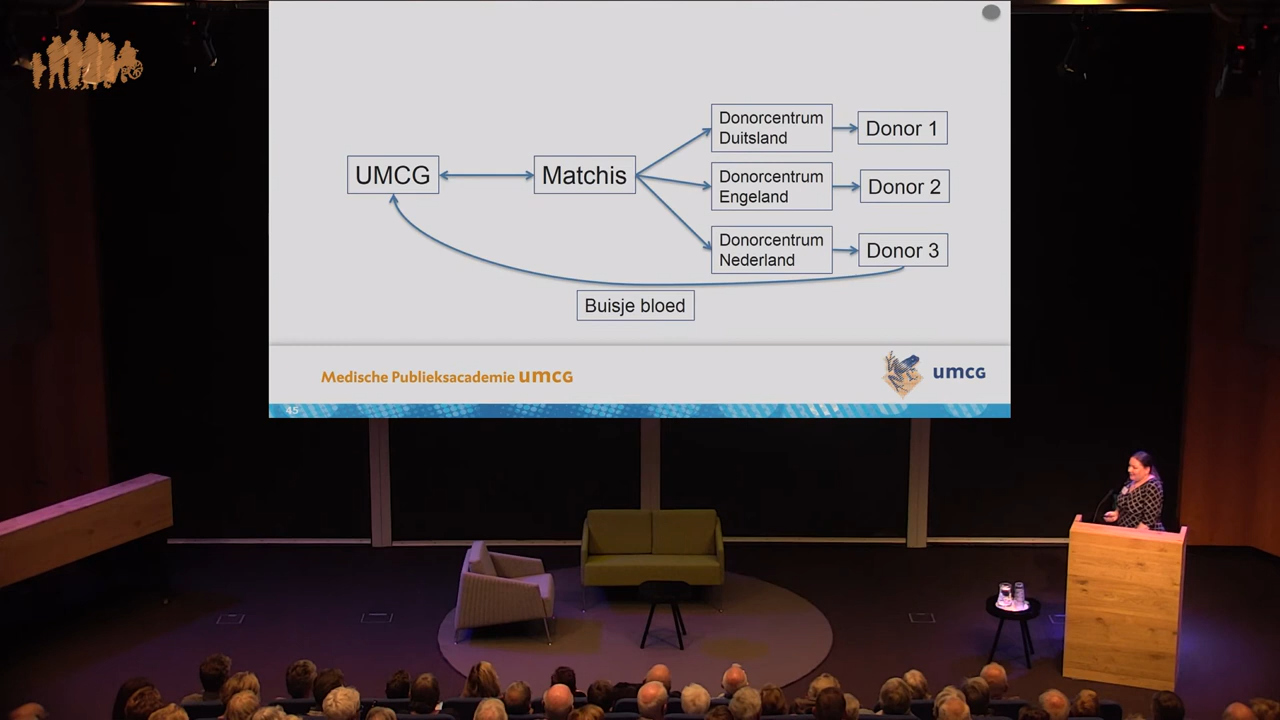 UMCG
Matchis
Donorcentrum
Duitsland
Donor 1
Donorcentrum
Engeland
Donor 2
Donorcentrum
Nederland
Donor 3
Buisje bloed
Medische Publieksacademie umcg
umcg
45